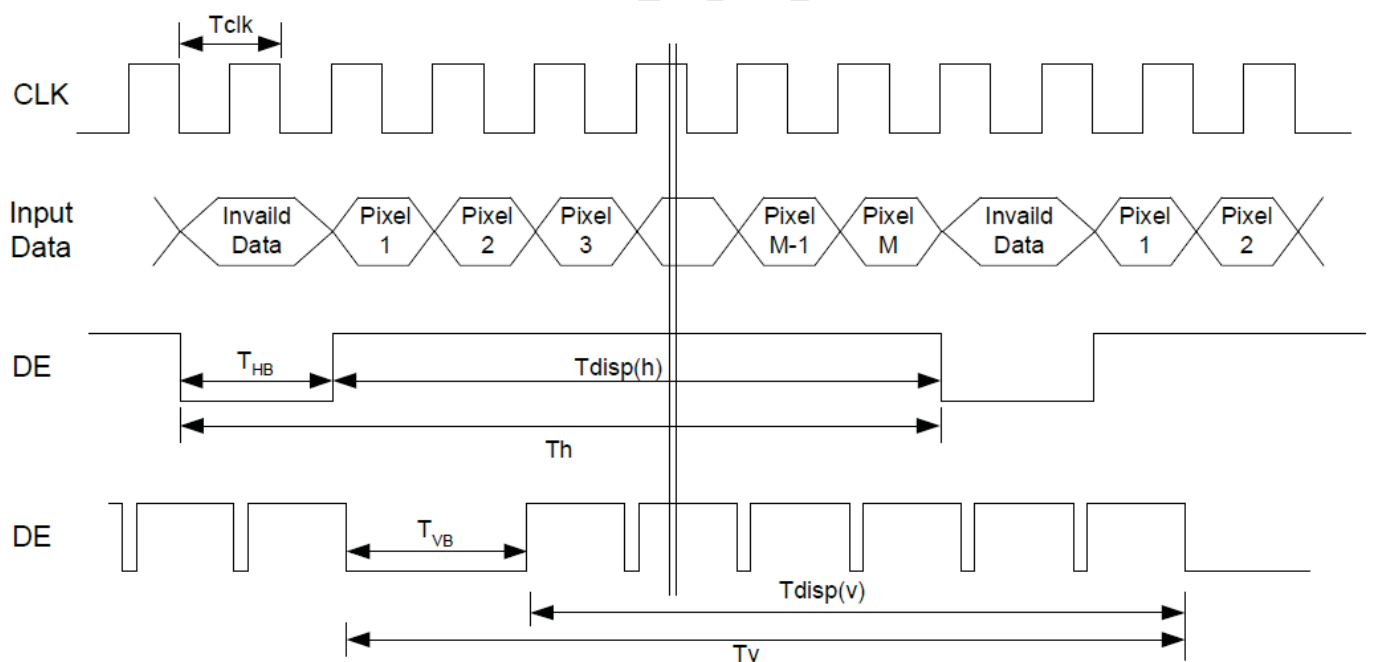 Tclk
CLK
Input
Data
Invaild
Data
Pixel
1
Pixel
2
Pixel
3
Pixel
M-1
Pixel
M
Invaild
Data
Pixel
1
Pixel
2
DE
THB
Tdisp(h)
Th
DE
TVB
Tdisp(v)
Tv